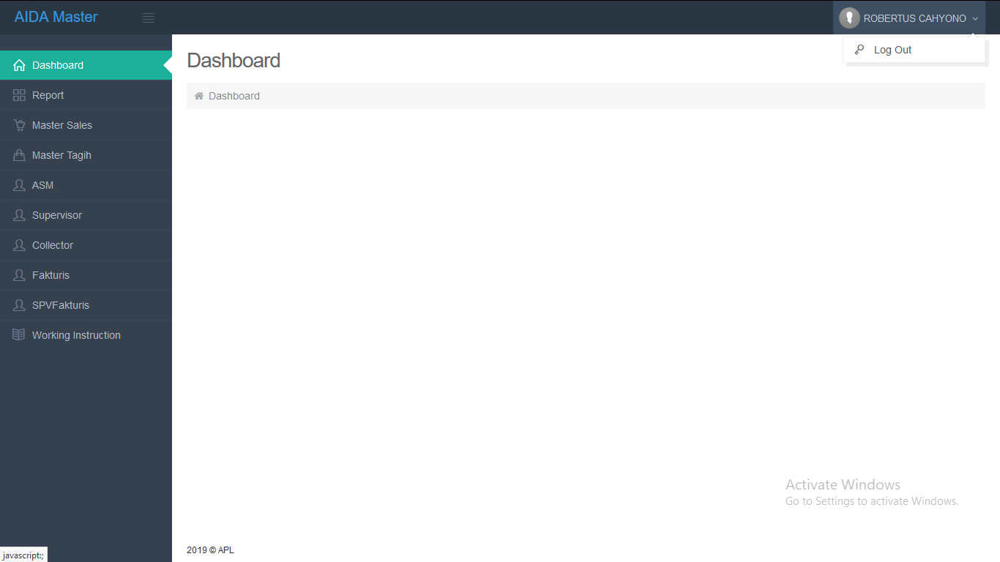 AIDA Master
ROBERTUS CAHYONO
Log Out
Dashboard
Report
Master Sales
Master Tagih
ASM
Supervisor
Collector
Fakturis
SPVFakturis
Working Instruction
Dashboard
Dashboard
Activate Windows
Go to Settings to activate Windows.
2019 © APL
javascript:;